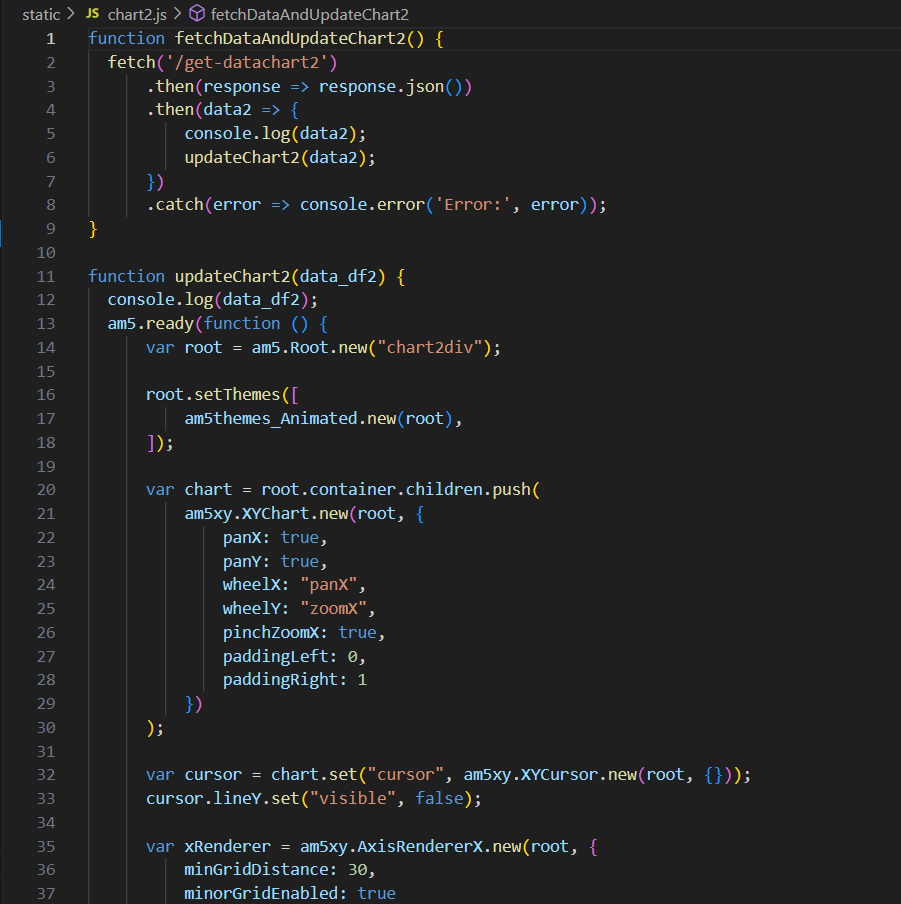 static > JS chart2.js > fetchDataAndUpdateChart2
1 function fetchDataAndUpdateChart2() {
2   fetch('/get-datachart2')
3       .then(response => response.json())
4       .then(data2 => {
5           console.log(data2);
6           updateChart2(data2);
7       })
8       .catch(error => console.error('Error:', error));
9 }
10
11 function updateChart2(data_df2) {
12   console.log(data_df2);
13   am5.ready(function () {
14       var root = am5.Root.new("chart2div");
15
16       root.setThemes([
17           am5themes_Animated.new(root),
18       ]);
19
20       var chart = root.container.children.push(
21           am5xy.XYChart.new(root, {
22               panX: true,
23               panY: true,
24               wheelX: "panX",
25               wheelY: "zoomX",
26               pinchZoomX: true,
27               paddingLeft: 0,
28               paddingRight: 1
29           })
30       );
31
32       var cursor = chart.set("cursor", am5xy.XYCursor.new(root, {}));
33       cursor.lineY.set("visible", false);
34
35       var xRenderer = am5xy.AxisRendererX.new(root, {
36           minGridDistance: 30,
37           minorGridEnabled: true